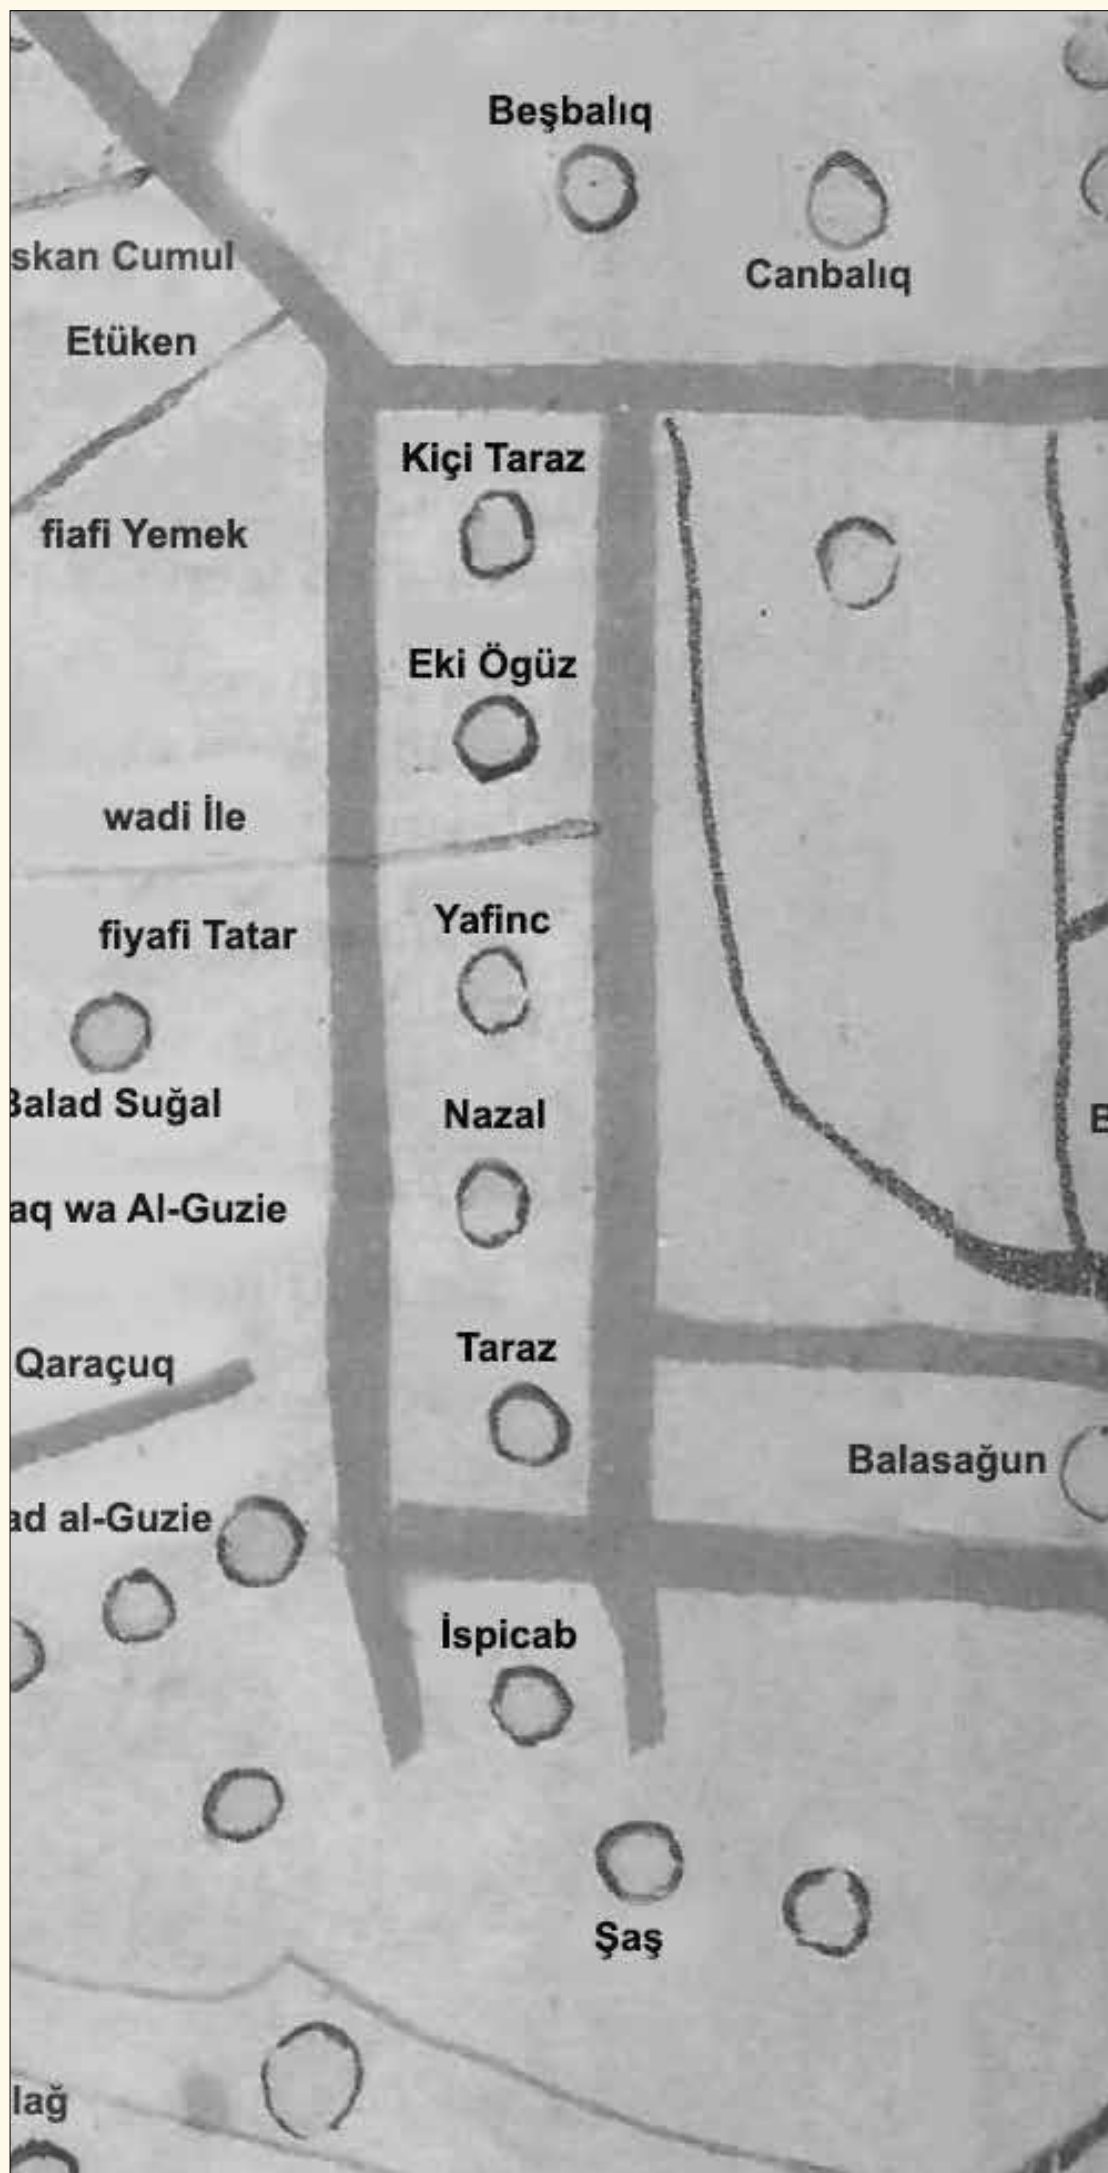 Beşbalıq
skan Cumul
Canbalıq
Etüken
Kiçi Taraz
fiafi Yemek
Eki Ögüz
wadi İle
Yafinc
fiyafi Tatar
Balad Suğal
Nazal
B
aq wa Al-Guzie
Taraz
Qaraçuq
Balasağun
ad al-Guzie
İspicab
Şaş
lağ